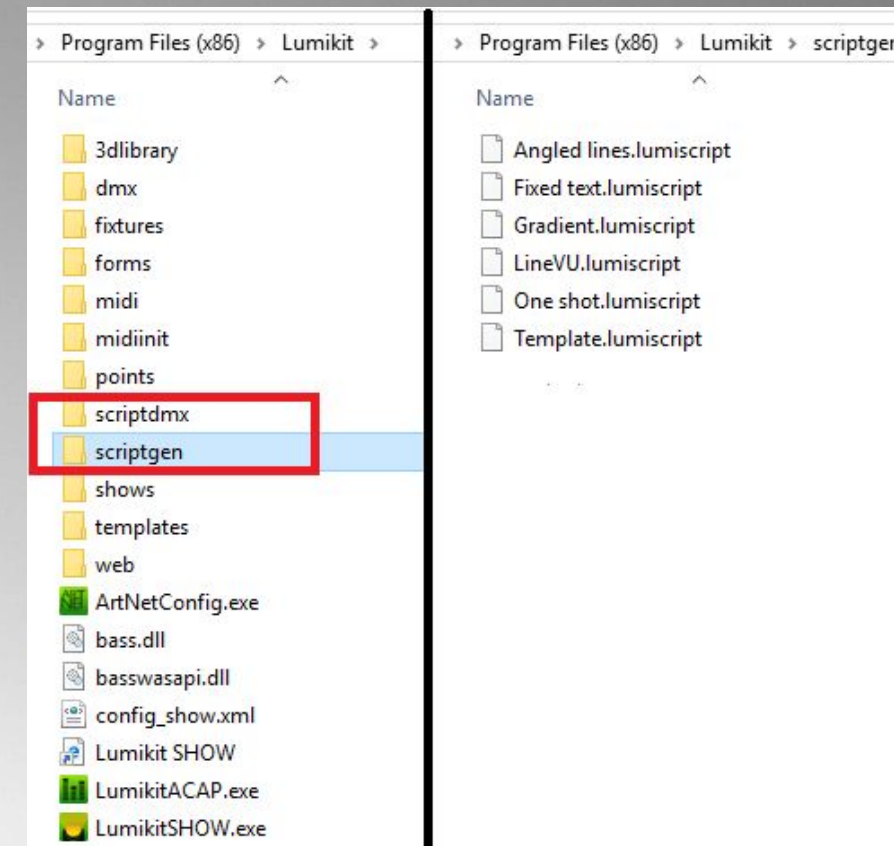 Program Files (x86) > Lumikit >
Name
3dlibrary
dmx
fixtures
forms
midi
midiinit
points
scriptdmx
scriptgen
shows
templates
web
ArtNetConfig.exe
bass.dll
basswasapi.dll
config_show.xml
Lumikit SHOW
LumikitACAP.exe
LumikitSHOW.exe
Program Files (x86) > Lumikit > scriptgen
Name
Angled lines.lumiscript
Fixed text.lumiscript
Gradient.lumiscript
LineVU.lumiscript
One shot.lumiscript
Template.lumiscript